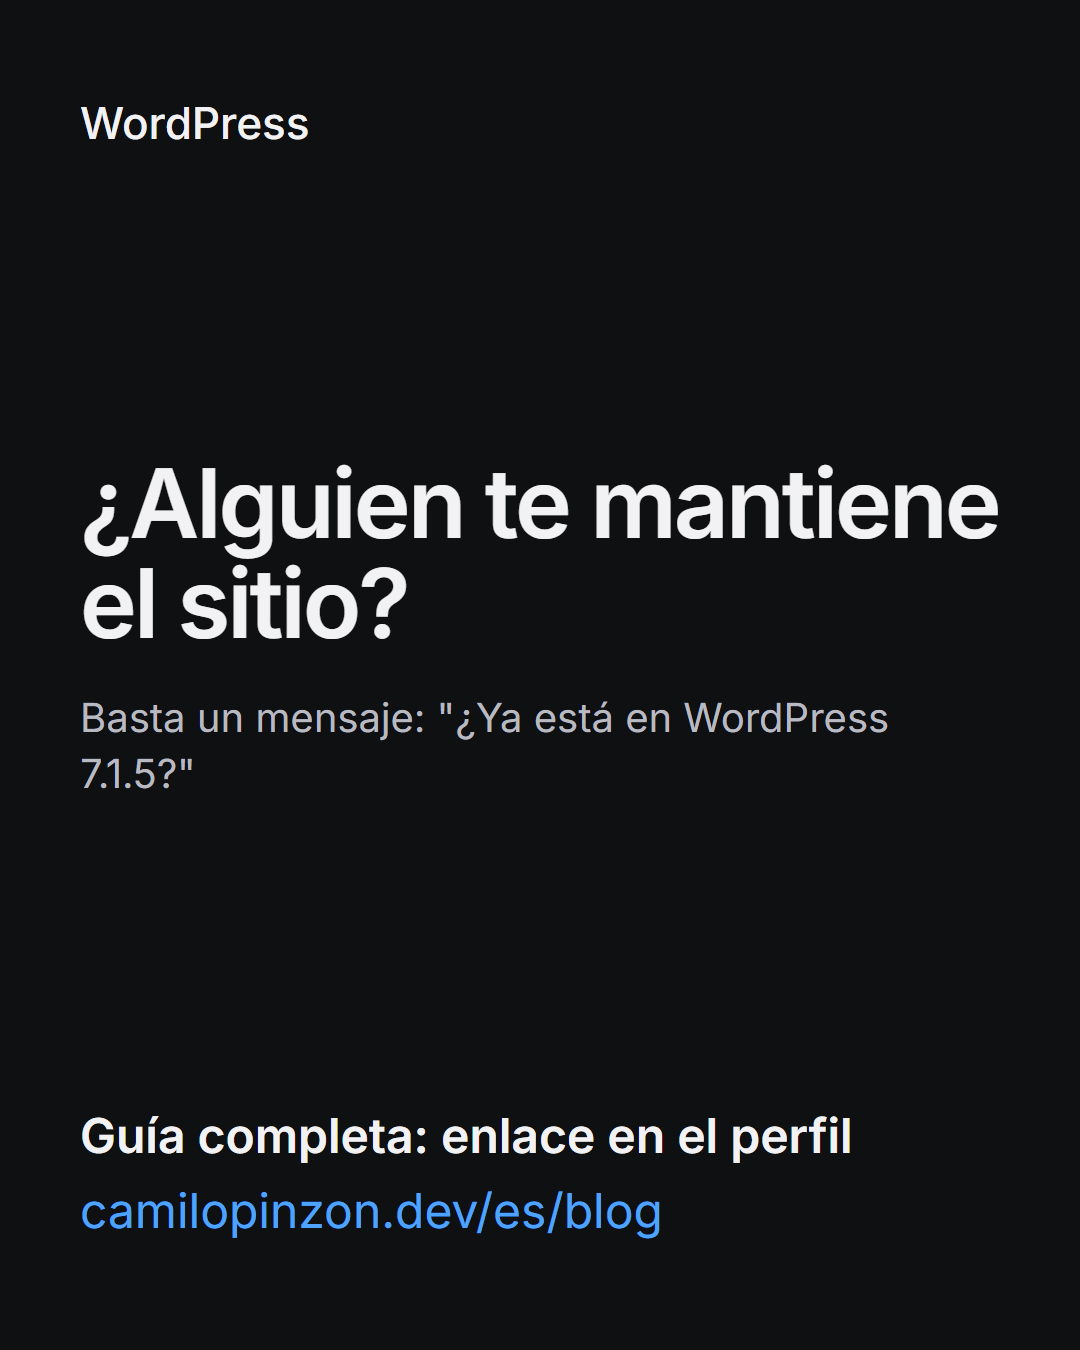 WordPress
¿Alguien te mantiene
el sitio?
Basta un mensaje: "¿Ya está en WordPress
7.1.5?"
Guía completa: enlace en el perfil
camilopinzon.dev/es/blog